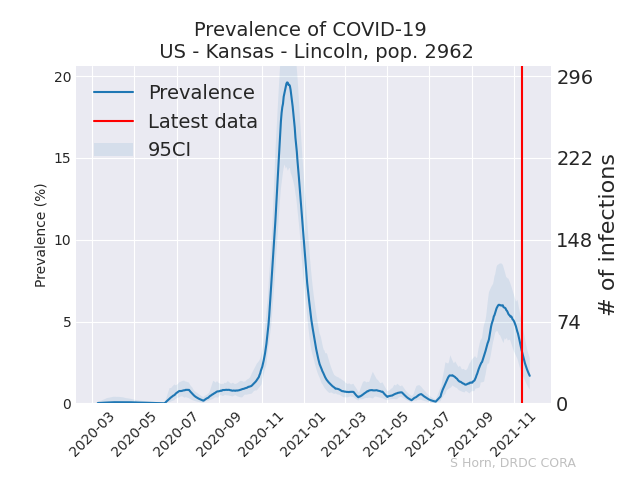 Prevalence of COVID-19
US - Kansas - Lincoln, pop. 2962
Prevalence
Latest data
95CI
Prevalence (%)
20
15
10
5
0
296
222
148
74
0
# of infections
2020-03
2020-05
2020-07
2020-09
2020-11
2021-01
2021-03
2021-05
2021-07
2021-09
2021-11
S Horn, DRDC CORA